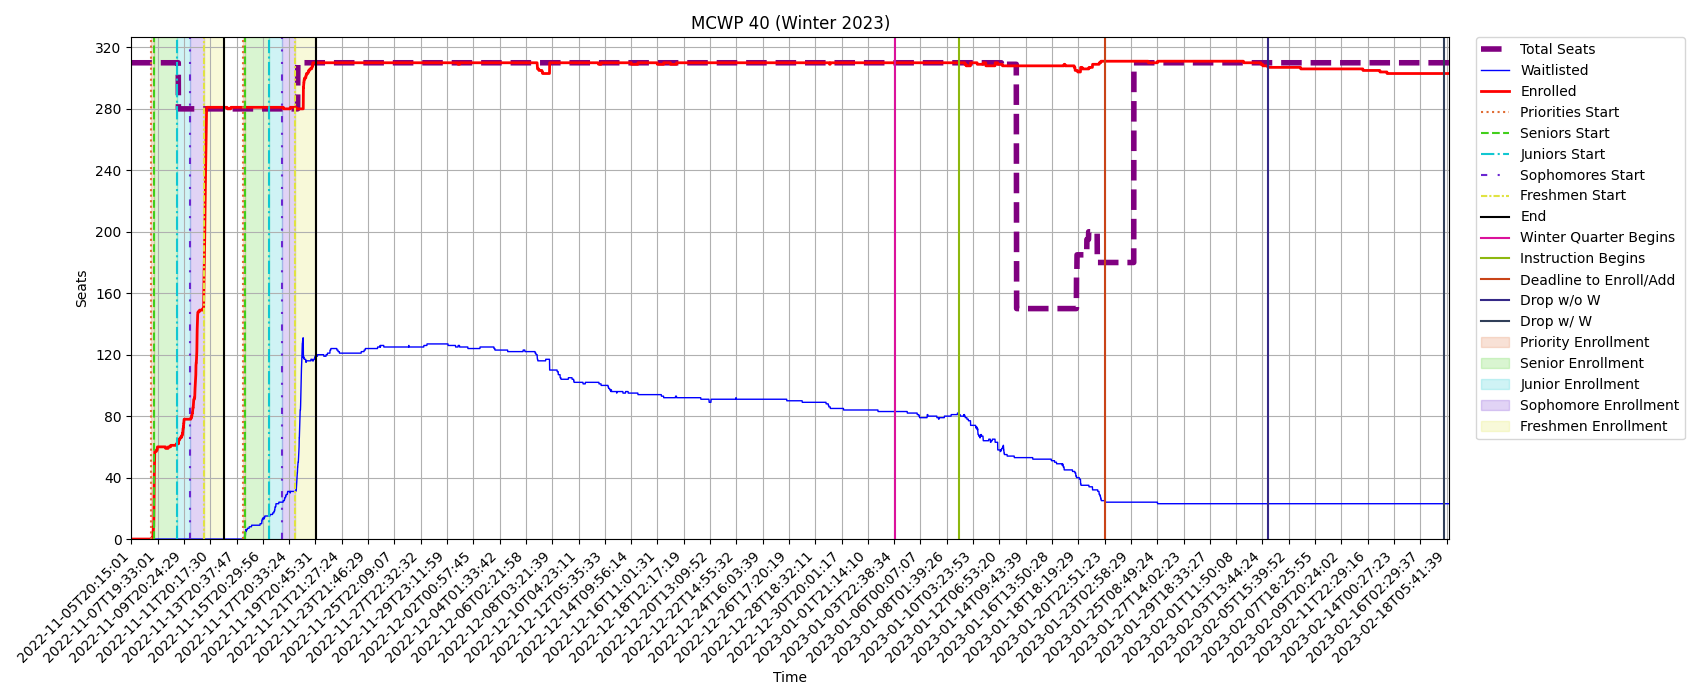 MCWP 40 (Winter 2023)
320
280
240
200
160
120
80
40
0
Seats
2022-11-05T20:15:01
2022-11-07T19:33:01
2022-11-09T20:24:29
2022-11-11T20:17:30
2022-11-13T20:37:47
2022-11-15T20:29:56
2022-11-17T20:33:24
2022-11-19T20:45:31
2022-11-21T21:27:24
2022-11-23T21:46:29
2022-11-25T22:09:07
2022-11-27T22:32:32
2022-11-29T23:11:59
2022-12-02T00:57:45
2022-12-04T01:33:42
2022-12-06T02:21:58
2022-12-08T03:21:39
2022-12-10T04:23:11
2022-12-12T05:35:33
2022-12-14T09:56:14
2022-12-16T11:01:31
2022-12-18T12:17:19
2022-12-20T13:09:52
2022-12-22T14:55:32
2022-12-24T16:03:39
2022-12-26T17:20:19
2022-12-28T18:32:11
2022-12-30T20:01:17
2023-01-01T21:14:10
2023-01-03T22:38:34
2023-01-06T00:07:07
2023-01-08T01:39:26
2023-01-10T03:23:53
2023-01-12T06:53:20
2023-01-14T09:43:39
2023-01-16T13:50:28
2023-01-18T18:19:29
2023-01-20T22:51:23
2023-01-23T02:58:29
2023-01-25T08:49:24
2023-01-27T14:02:23
2023-01-29T18:33:27
2023-02-01T11:50:08
2023-02-03T13:44:24
2023-02-05T15:39:52
2023-02-07T18:25:55
2023-02-09T20:24:02
2023-02-11T22:29:16
2023-02-14T00:27:23
2023-02-16T02:29:37
2023-02-18T05:41:39
Time
Total Seats
Waitlisted
Enrolled
Priorities Start
Seniors Start
Juniors Start
Sophomores Start
Freshmen Start
End
Winter Quarter Begins
Instruction Begins
Deadline to Enroll/Add
Drop w/o W
Drop w/ W
Priority Enrollment
Senior Enrollment
Junior Enrollment
Sophomore Enrollment
Freshmen Enrollment